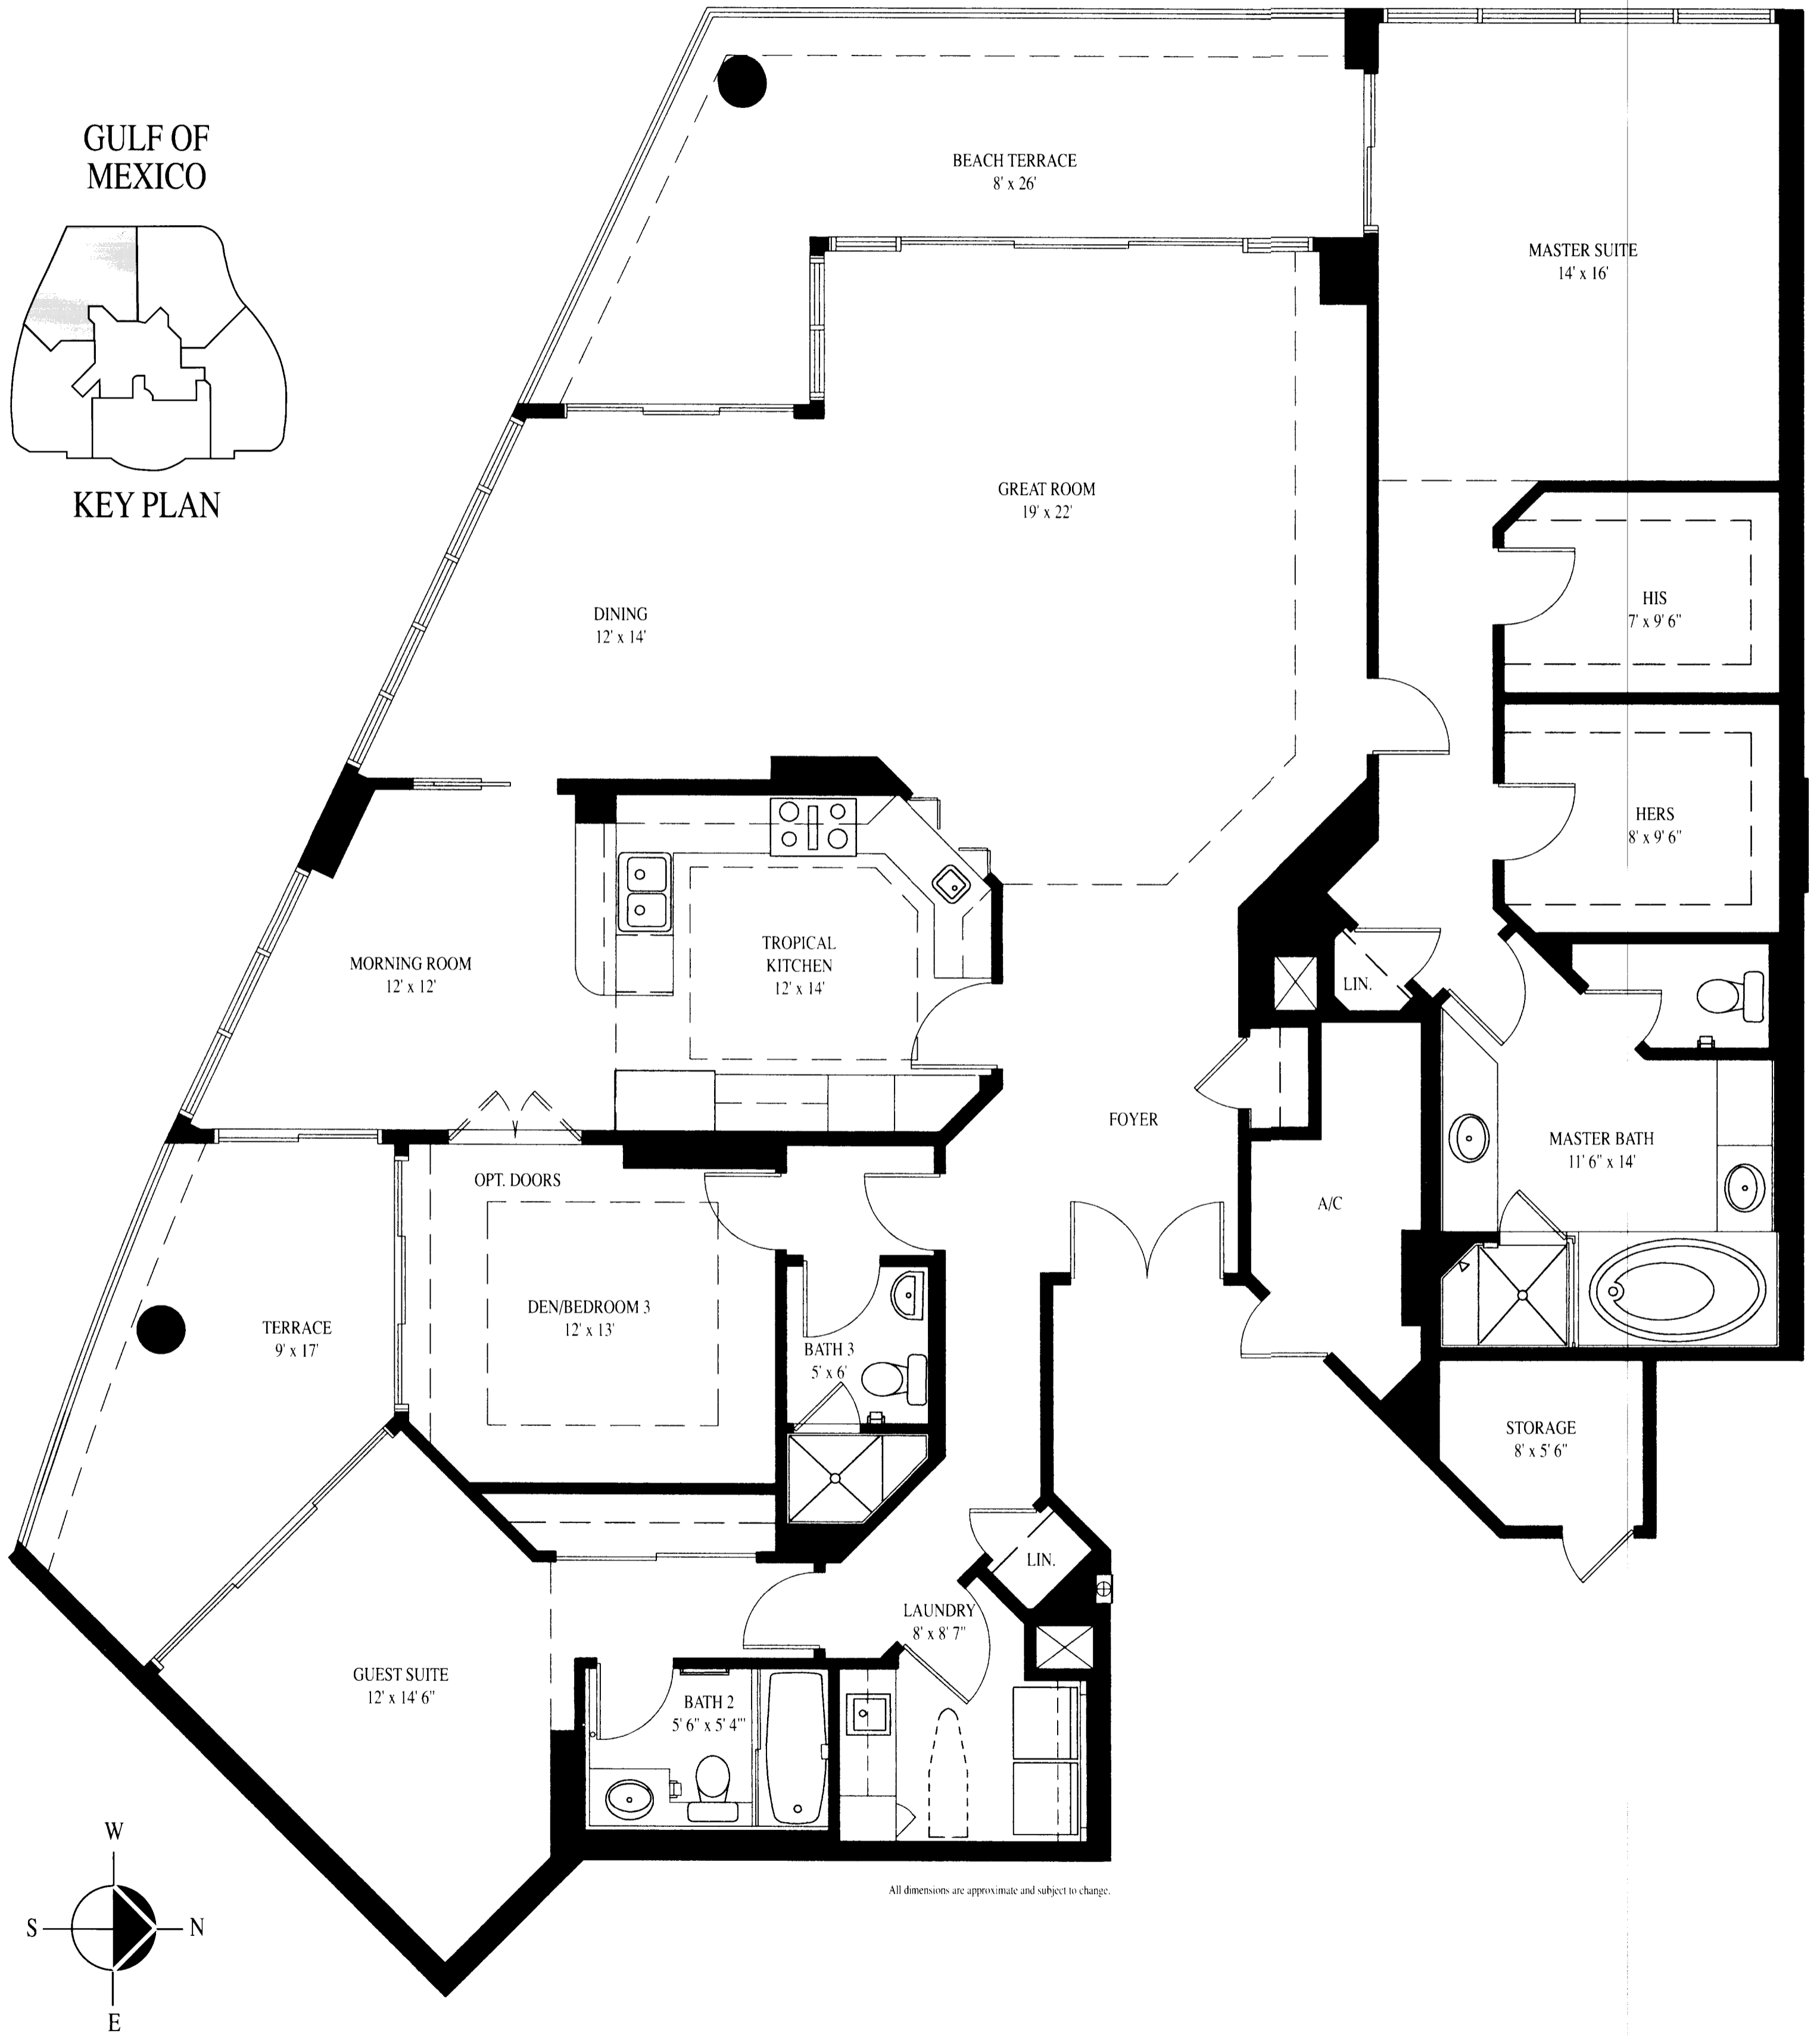 GULF OF
MEXICO
KEY PLAN
BEACH TERRACE
8' x 26'
MASTER SUITE
14' x 16'
GREAT ROOM
19' x 22'
DINING
12' x 14'
HIS
7' x 9' 6"
HERS
8' x 9' 6"
MORNING ROOM
12' x 12'
TROPICAL
KITCHEN
12' x 14'
LIN.
FOYER
MASTER BATH
11' 6" x 14'
OPT. DOORS
A/C
TERRACE
9' x 17'
DEN/BEDROOM 3
12' x 13'
BATH 3
5' x 6'
STORAGE
8' x 5' 6"
LIN.
LAUNDRY
8' x 8' 7"
GUEST SUITE
12' x 14' 6"
BATH 2
5' 6" x 5' 4'"
All dimensions are approximate and subject to change.
W
S N
E